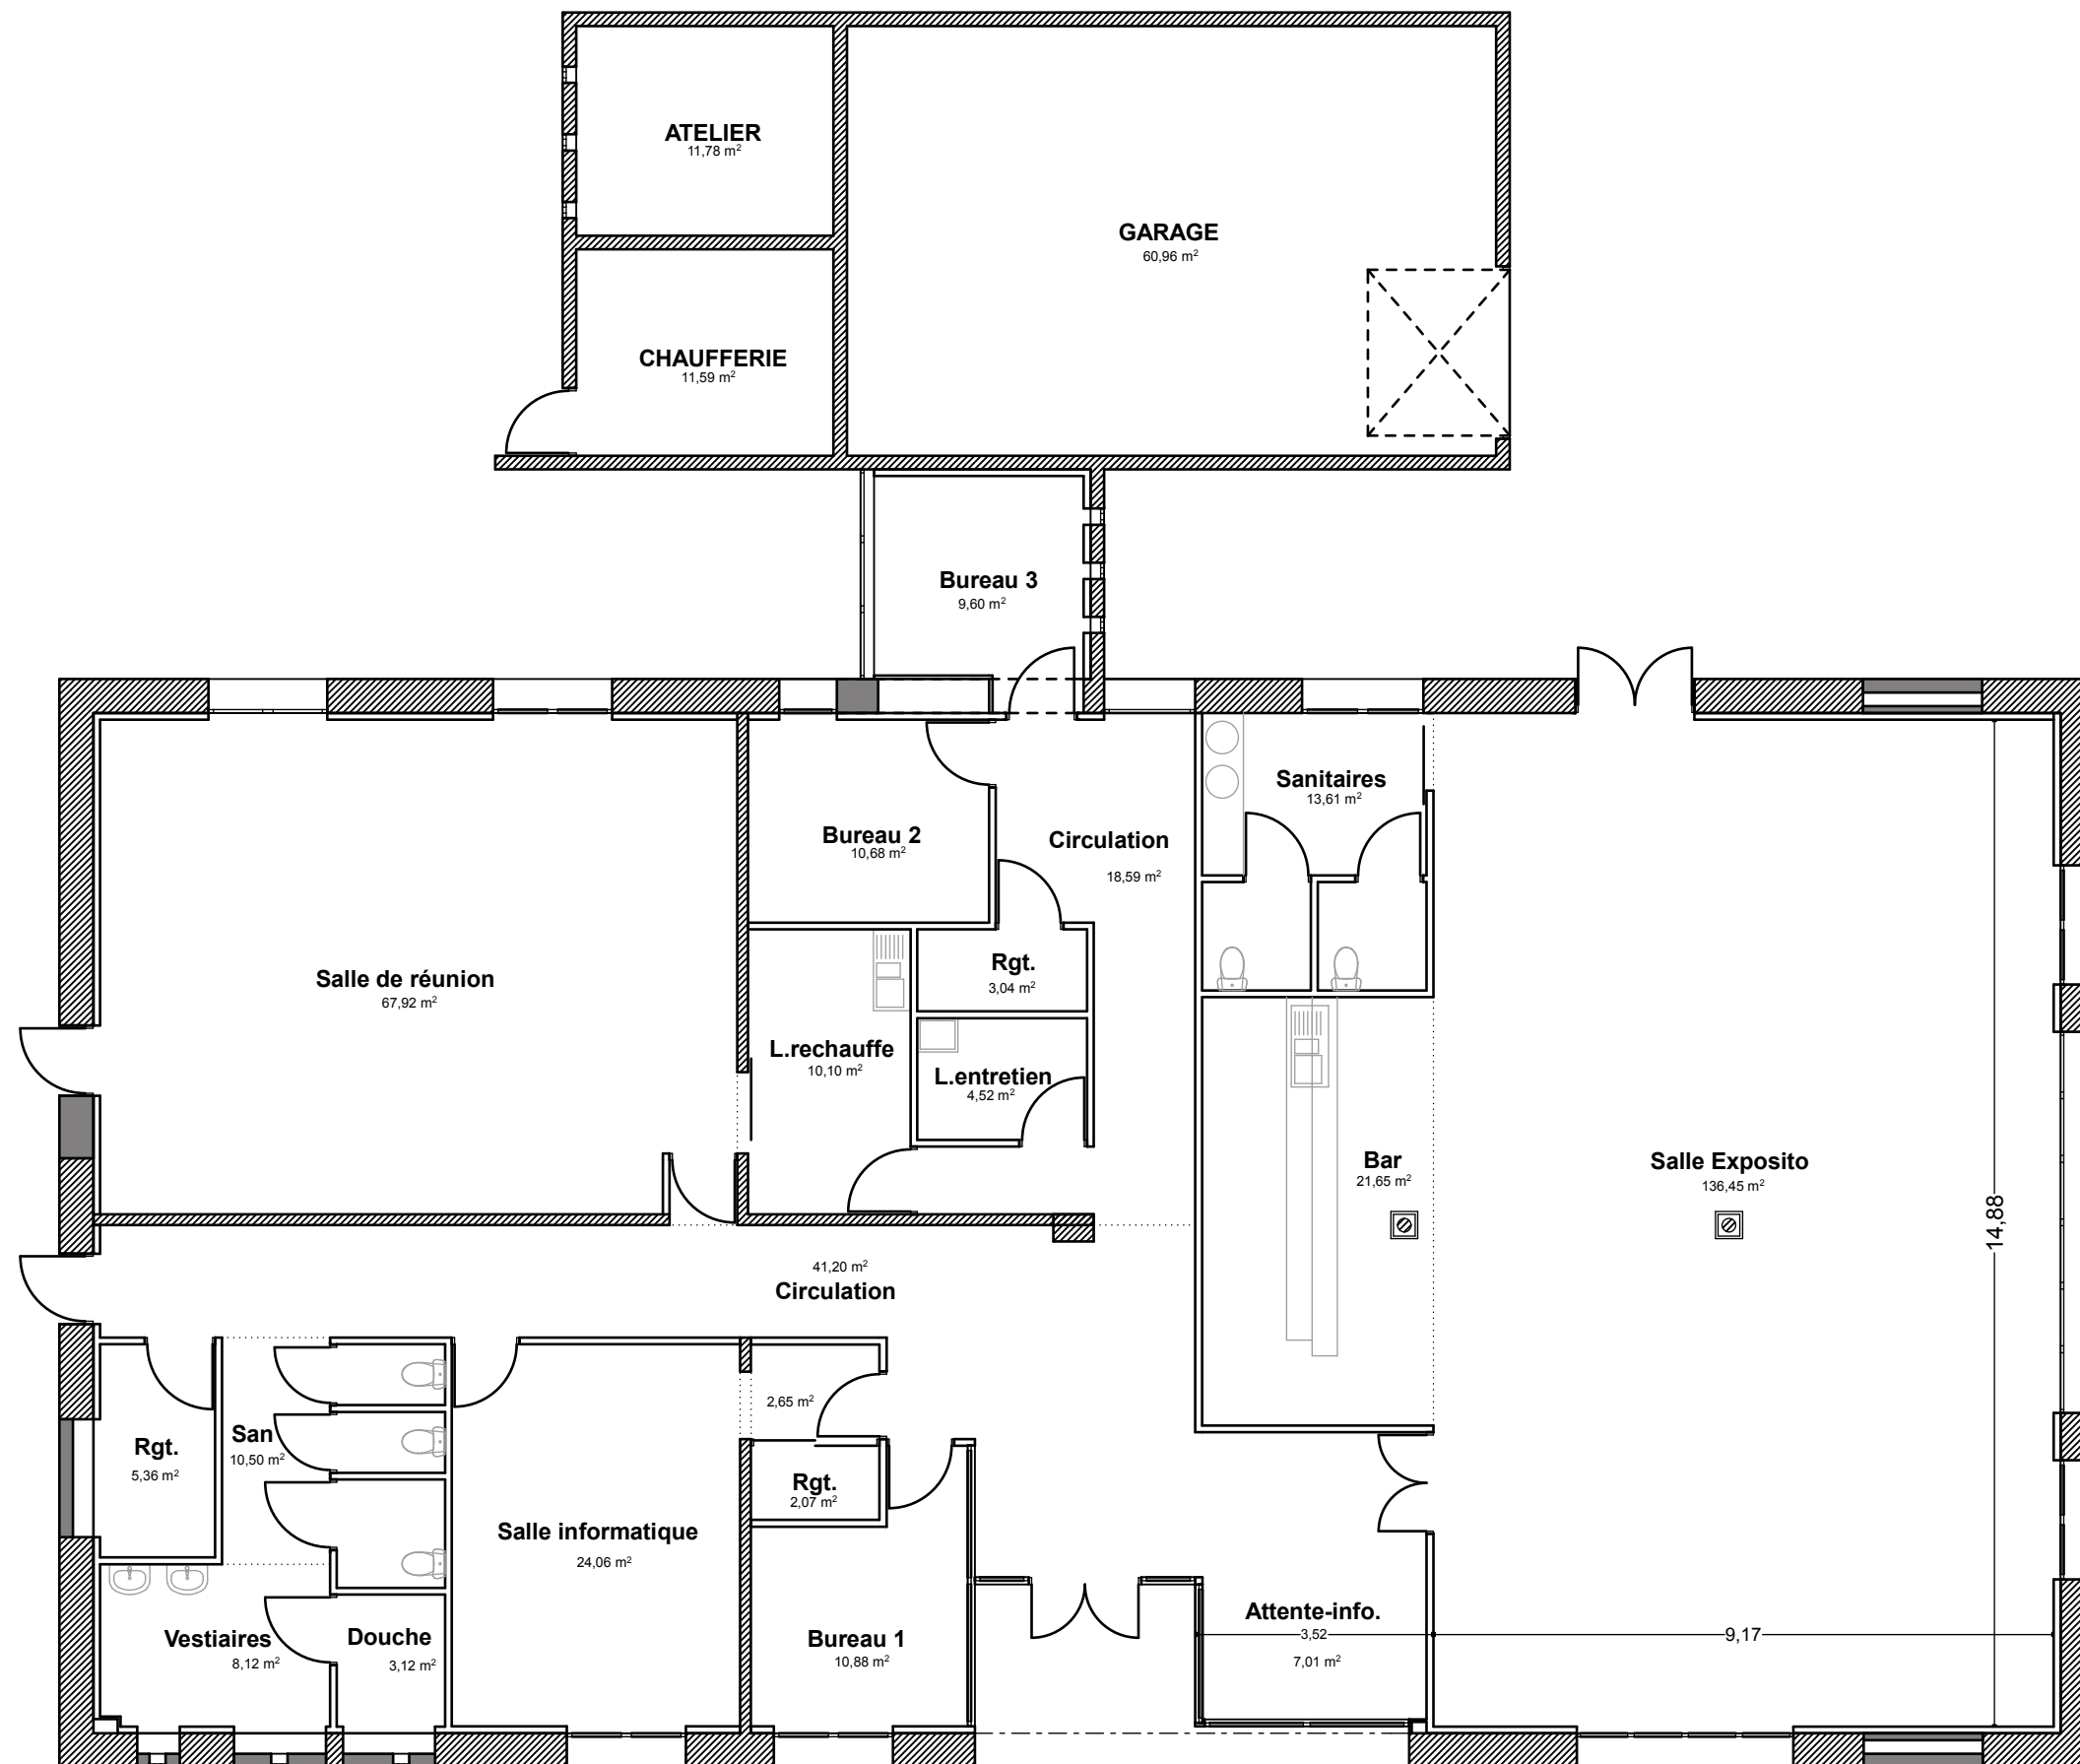 ATELIER
11,78 m²
GARAGE
60,96 m²
CHAUFFERIE
11,59 m²
Bureau 3
9,60 m²
Sanitaires
13,61 m²
Bureau 2
10,68 m²
Circulation
18,59 m²
Salle de réunion
67,92 m²
Rgt.
3,04 m²
L.rechauffe
10,10 m²
L.entretien
4,52 m²
Bar
21,65 m²
Salle Exposito
136,45 m²
14,88
41,20 m²
Circulation
2,65 m²
Rgt.
5,36 m²
San
10,50 m²
Rgt.
2,07 m²
Salle informatique
24,06 m²
Vestiaires
8,12 m²
Douche
3,12 m²
Bureau 1
10,88 m²
Attente-info.
3,52
7,01 m²
9,17